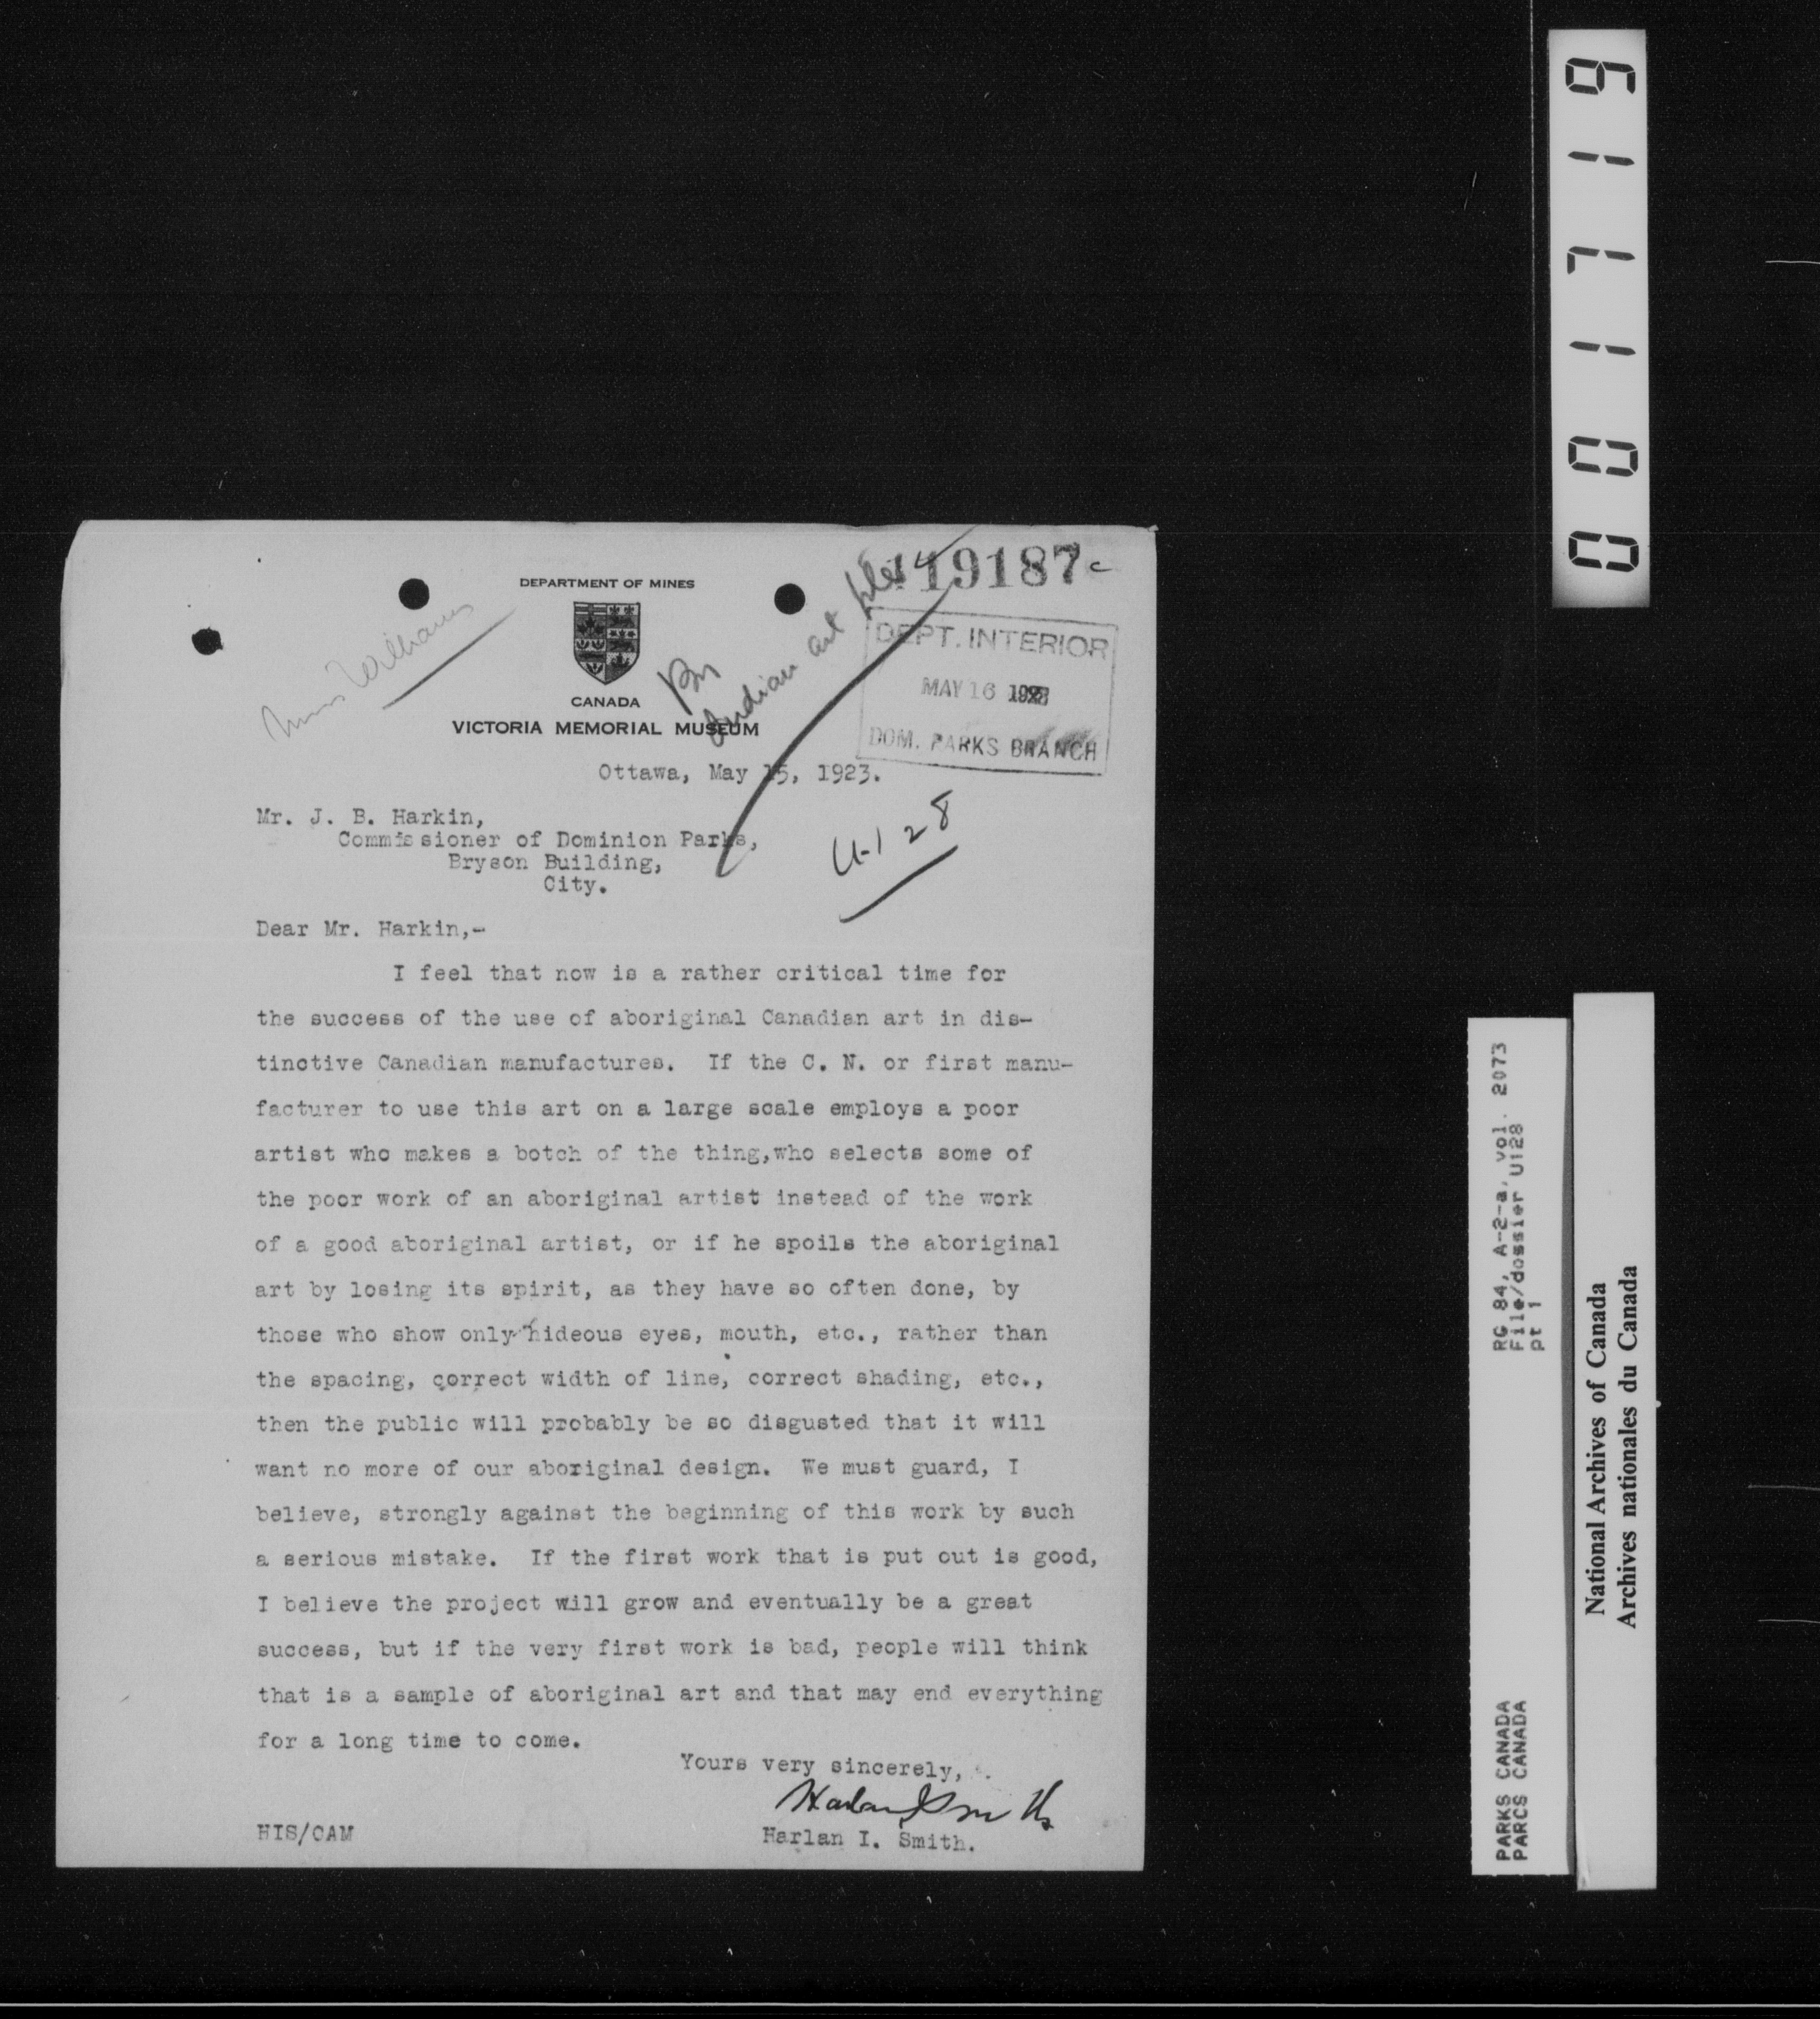 DEPARTMENT OF MINES
119187c
Miss Williams
CANADA
VICTORIA MEMORIAL MUSEUM
Indian art file
DEPT. INTERIOR
MAY 16 1923
DOM. PARKS BRANCH
Ottawa, May 15, 1923.
U-128
Mr. J. B. Harkin,
Commissioner of Dominion Parks,
Bryson Building,
City.
Dear Mr. Harkin,-
I feel that now is a rather critical time for
the success of the use of aboriginal Canadian art in dis-
tinctive Canadian manufactures. If the C. N. or first manu-
facturer to use this art on a large scale employs a poor
artist who makes a botch of the thing,who selects some of
the poor work of an aboriginal artist instead of the work
of a good aboriginal artist, or if he spoils the aboriginal
art by losing its spirit, as they have so often done, by
those who show only hideous eyes, mouth, etc., rather than
the spacing, correct width of line, correct shading, etc.,
then the public will probably be so disgusted that it will
want no more of our aboriginal design. We must guard, I
believe, strongly against the beginning of this work by such
a serious mistake. If the first work that is put out is good,
I believe the project will grow and eventually be a great
success, but if the very first work is bad, people will think
that is a sample of aboriginal art and that may end everything
for a long time to come.
Yours very sincerely,
Harlan I Smith
Harlan I. Smith.
HIS/CAM
001719
RG 84, A-2-a, vol. 2073
File/dossier U128
pt 1
PARKS CANADA
PARCS CANADA
National Archives of Canada
Archives nationales du Canada